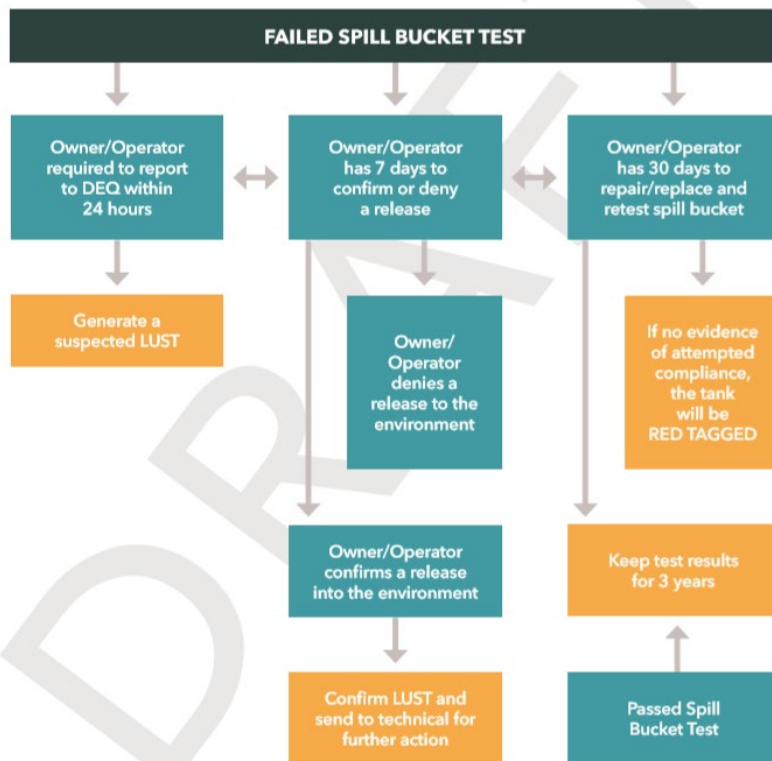 FAILED SPILL BUCKET TEST
Owner/Operator
required to report
to DEQ within
24 hours
Owner/Operator
has 7 days to
confirm or deny
a release
Owner/Operator
has 30 days to
repair/replace and
retest spill bucket
Generate a
suspected LUST
Owner/
Operator
denies a
release to the
environment
If no evidence
of attempted
compliance,
the tank
will be
RED TAGGED
Owner/Operator
confirms a release
into the environment
Keep test results
for 3 years
Confirm LUST and
send to technical for
further action
Passed Spill
Bucket Test
DRAFT